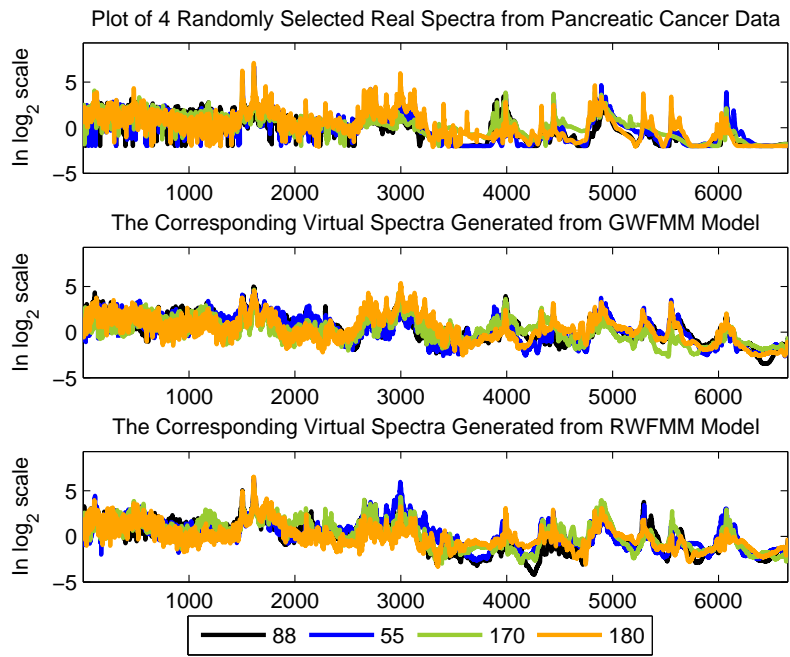 Plot of 4 Randomly Selected Real Spectra from Pancreatic Cancer Data
In log2 scale
5
0
−5
1000 2000 3000 4000 5000 6000
The Corresponding Virtual Spectra Generated from GWFMM Model
In log2 scale
5
0
−5
1000 2000 3000 4000 5000 6000
The Corresponding Virtual Spectra Generated from RWFMM Model
In log2 scale
5
0
−5
1000 2000 3000 4000 5000 6000
88 55 170 180